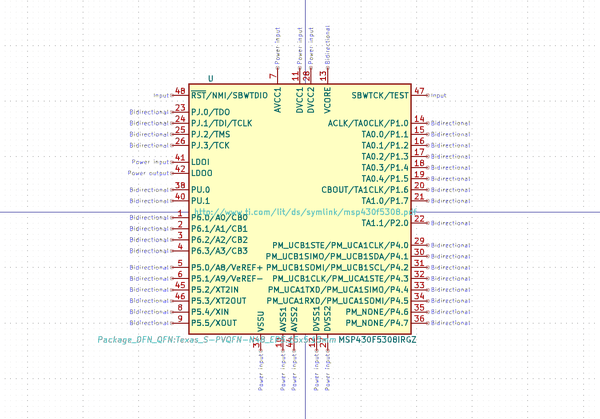 Power input
Power input
Power input
Bidirectional
7
11
28
13
U
AVCC1
DVCC1
DVCC2
VCORE
Input 48 RST/NMI/SBWTDIO
SBWTCK/TEST 47 Input
Bidirectional 23 PJ.0/TDO
Bidirectional 24 PJ.1/TDI/TCLK
ACLK/TA0CLK/P1.0 14 Bidirectional
Bidirectional 25 PJ.2/TMS
TA0.0/P1.1 15 Bidirectional
Bidirectional 26 PJ.3/TCK
TA0.1/P1.2 16 Bidirectional
TA0.2/P1.3 17 Bidirectional
Power input 41 LDOI
TA0.3/P1.4 18 Bidirectional
Power output 42 LDOO
TA0.4/P1.5 19 Bidirectional
Bidirectional 38 PU.0
CBOUT/TA1CLK/P1.6 20 Bidirectional
Bidirectional 40 PU.1
TA1.0/P1.7 21 Bidirectional
http://www.ti.com/lit/ds/symlink/msp430f5308.pdf
Bidirectional 1 P6.0/A0/CB0
TA1.1/P2.0 22 Bidirectional
Bidirectional 2 P6.1/A1/CB1
Bidirectional 3 P6.2/A2/CB2
PM_UCB1STE/PM_UCA1CLK/P4.0 29 Bidirectional
Bidirectional 4 P6.3/A3/CB3
PM_UCB1SIMO/PM_UCB1SDA/P4.1 30 Bidirectional
Bidirectional 5 P5.0/A8/VeREF+
PM_UCB1SOMI/PM_UCB1SCL/P4.2 31 Bidirectional
Bidirectional 6 P5.1/A9/VeREF-
PM_UCB1CLK/PM_UCA1STE/P4.3 32 Bidirectional
Bidirectional 45 P5.2/XT2IN
PM_UCA1TXD/PM_UCA1SIMO/P4.4 33 Bidirectional
Bidirectional 46 P5.3/XT2OUT
PM_UCA1RXD/PM_UCA1SOMI/P4.5 34 Bidirectional
Bidirectional 8 P5.4/XIN
PM_NONE/P4.6 35 Bidirectional
Bidirectional 9 P5.5/XOUT
PM_NONE/P4.7 36 Bidirectional
VSSU
AVSS1
AVSS2
DVSS1
DVSS2
MSP430F5308IRGZ
Power input
Power input
Power input
Power input
Power input